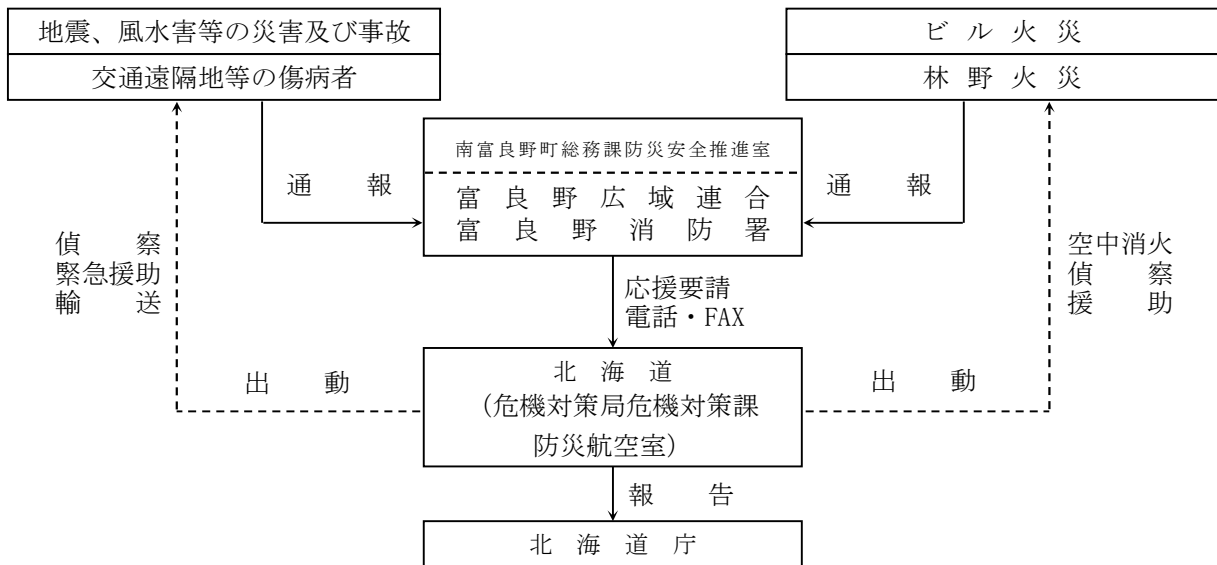 地震、風水害等の災害及び事故
交通遠隔地等の傷病者
ビル火災
林野火災
南富良野町総務課防災安全推進室
富良野広域連合
富良野消防署
通報
通報
偵察
緊急援助
輸送
空中消火
偵察
援助
応援要請
電話・FAX
出動
出動
北海道
(危機対策局危機対策課
防災航空室)
報告
北海道庁